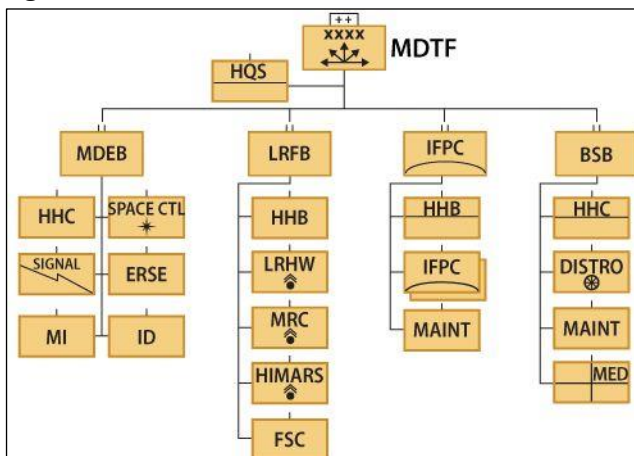 ++
XXXX
MDTF
HQS
MDEB
LRFB
IFPC
BSB
HHC
SPACE CTL
HHB
HHB
HHC
SIGNAL
ERSE
LRHW
IFPC
DISTRO
MI
ID
MRC
MAINT
MAINT
HIMARS
MED
FSC